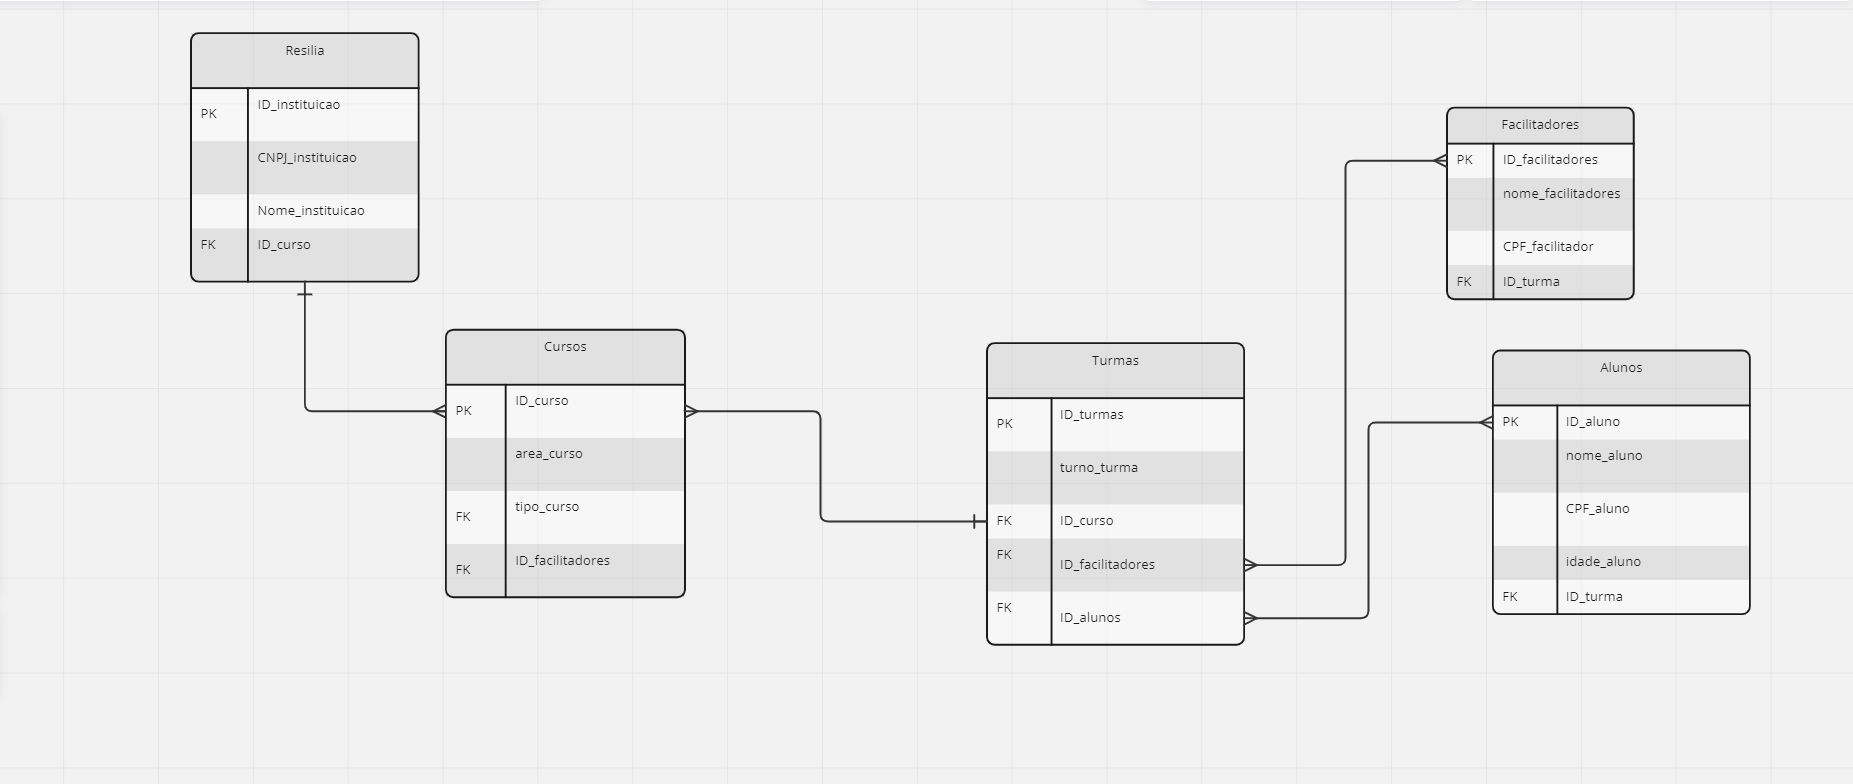 Resilia
PK ID_instituicao
CNPJ_instituicao
Nome_instituicao
FK ID_curso
Cursos
PK ID_curso
area_curso
FK tipo_curso
FK ID_facilitadores
Turmas
PK ID_turmas
turno_turma
FK ID_curso
FK ID_facilitadores
FK ID_alunos
Facilitadores
PK ID_facilitadores
nome_facilitadores
CPF_facilitador
FK ID_turma
Alunos
PK ID_aluno
nome_aluno
CPF_aluno
idade_aluno
FK ID_turma